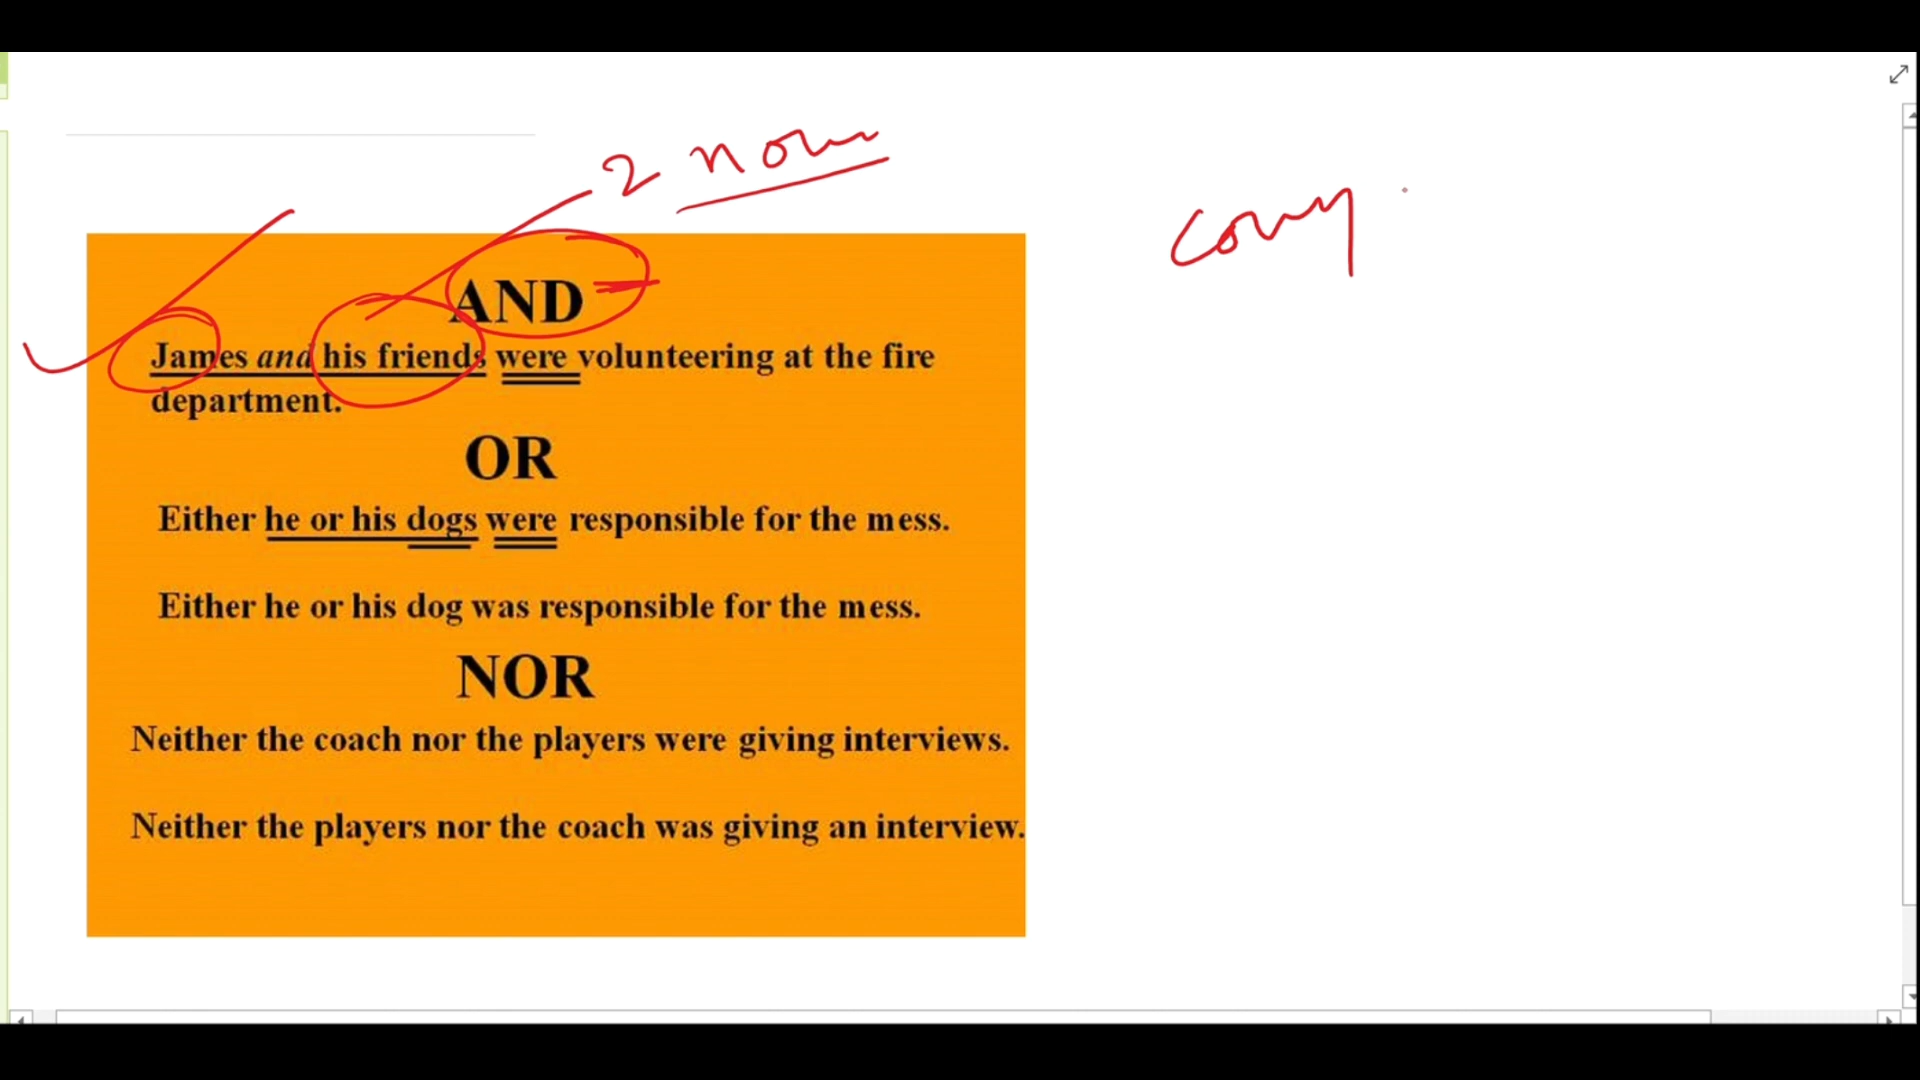 2 noun
AND
James and his friends were volunteering at the fire
department.
OR
Either he or his dogs were responsible for the mess.
Either he or his dog was responsible for the mess.
NOR
Neither the coach nor the players were giving interviews.
Neither the players nor the coach was giving an interview.